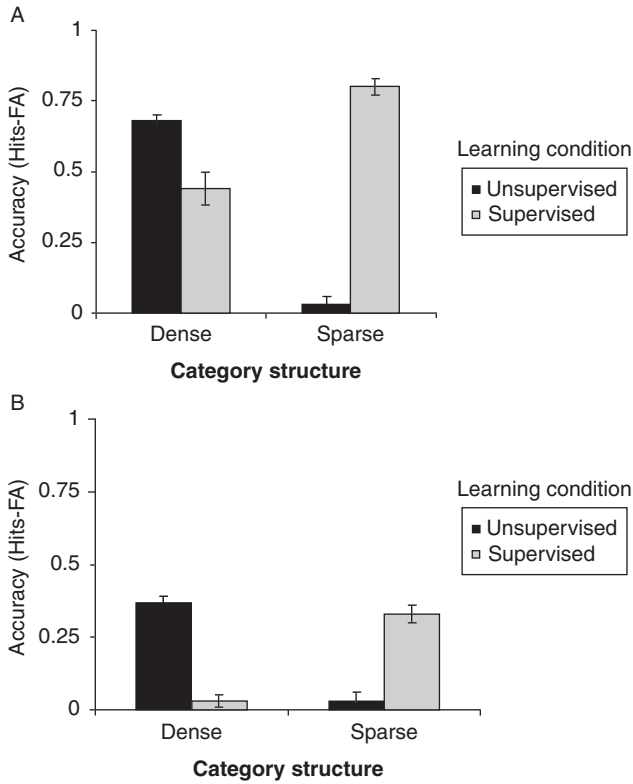 A
1
0.75
0.5
0.25
0
Accuracy (Hits-FA)
Dense
Sparse
Category structure
Learning condition
Unsupervised
Supervised
B
1
0.75
0.5
0.25
0
Accuracy (Hits-FA)
Dense
Sparse
Category structure
Learning condition
Unsupervised
Supervised